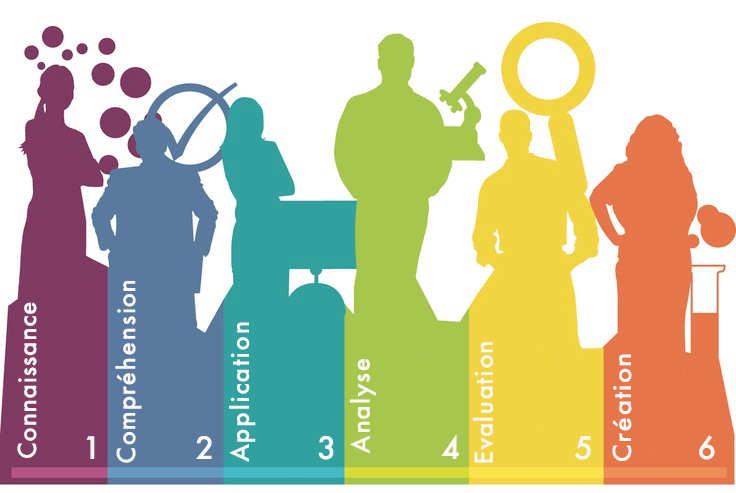 Connaissance
1
Compréhension
2
Application
3
Analyse
4
Evaluation
5
Création
6